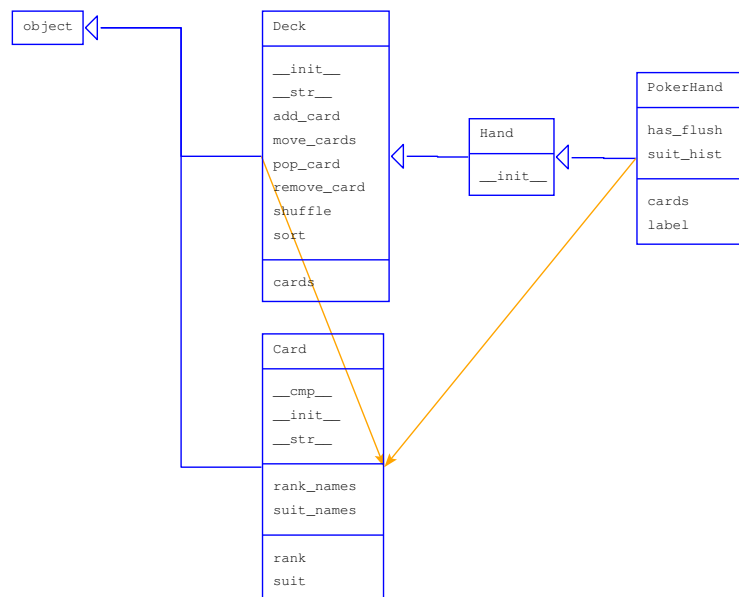 object
Deck
__init__
__str__
add_card
move_cards
pop_card
remove_card
shuffle
sort
cards
Hand
__init__
PokerHand
has_flush
suit_hist
cards
label
Card
__cmp__
__init__
__str__
rank_names
suit_names
rank
suit